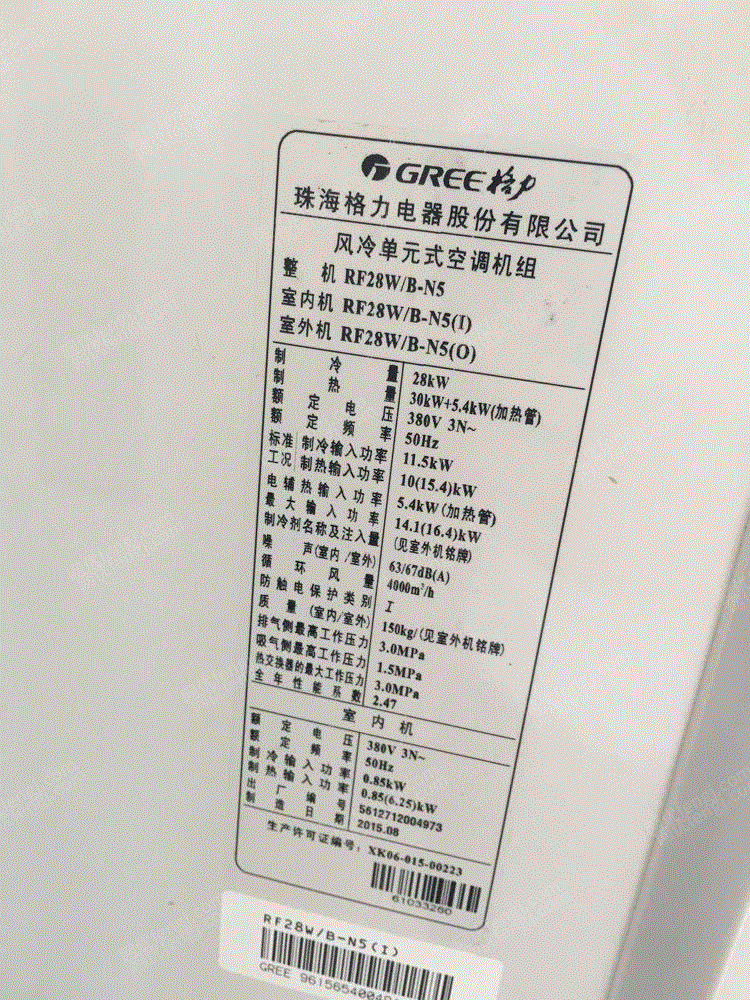 GREE 格力
珠海格力电器股份有限公司
风冷单元式空调机组
整 机 RF28W/B-N5
室内机 RF28W/B-N5(I)
室外机 RF28W/B-N5(O)
制冷量 28kW
制热量 30kW+5.4kW(加热管)
额定电压 380V 3N~
额定频率 50Hz
标准工况 制冷输入功率 11.5kW
制热输入功率 10(15.4)kW
电辅热输入功率 5.4kW(加热管)
最大输入功率 14.1(16.4)kW
制冷剂名称及注入量 (见室外机铭牌)
噪声(室内/室外) 63/67dB(A)
循环风量 4000m³/h
防触电保护类别 I
质量(室内/室外) 150kg/(见室外机铭牌)
排气侧最高工作压力 3.0MPa
吸气侧最高工作压力 1.5MPa
热交换器的最大工作压力 3.0MPa
全年性能系数 2.47
室内机
额定电压 380V 3N~
额定频率 50Hz
制冷输入功率 0.85kW
制热输入功率 0.85(6.25)kW
出厂编号 5612712004973
制造日期 2015.08
生产许可证编号: XK06-015-00223
61033260
RF28W/B-N5(I)
GREE